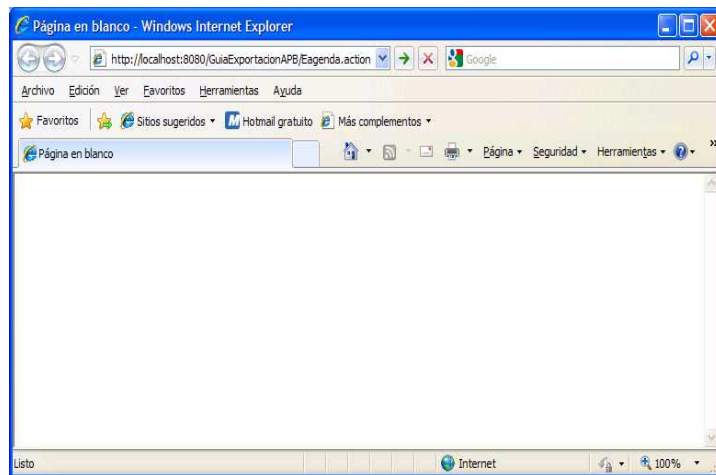 Página en blanco - Windows Internet Explorer
http://localhost:8080/GuiaExportacionAPB/Eagenda.action Google
Archivo Edición Ver Favoritos Herramientas Ayuda
Favoritos Sitios sugeridos Hotmail gratuito Más complementos
Página en blanco Página Seguridad Herramientas
Listo Internet 100%